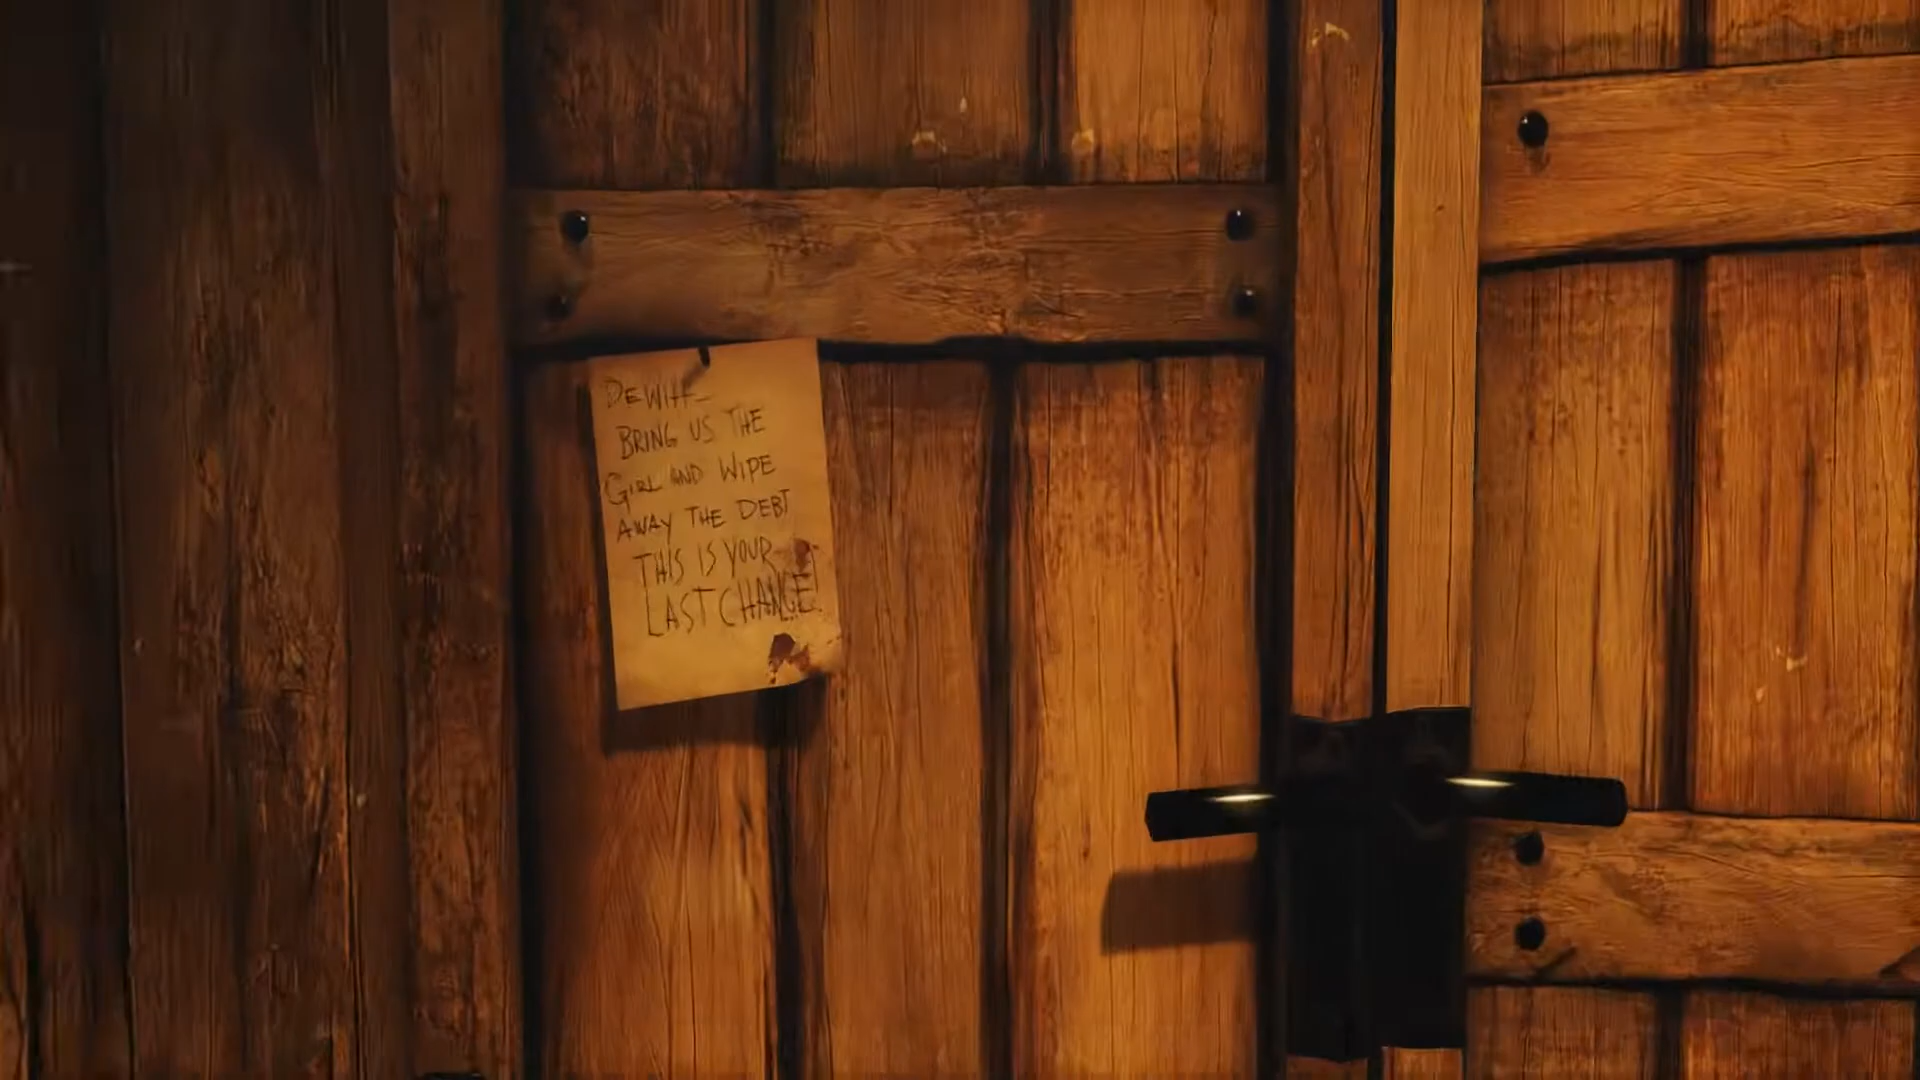 DEWITT–
BRING US THE
GIRL AND WIPE
AWAY THE DEBT
THIS IS YOUR
LAST CHANCE!